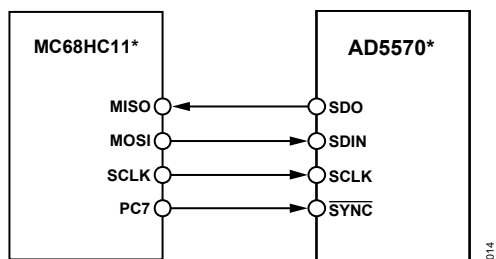 MC68HC11*
AD5570*
MISO
SDO
MOSI
SDIN
SCLK
SCLK
PC7
SYNC
014